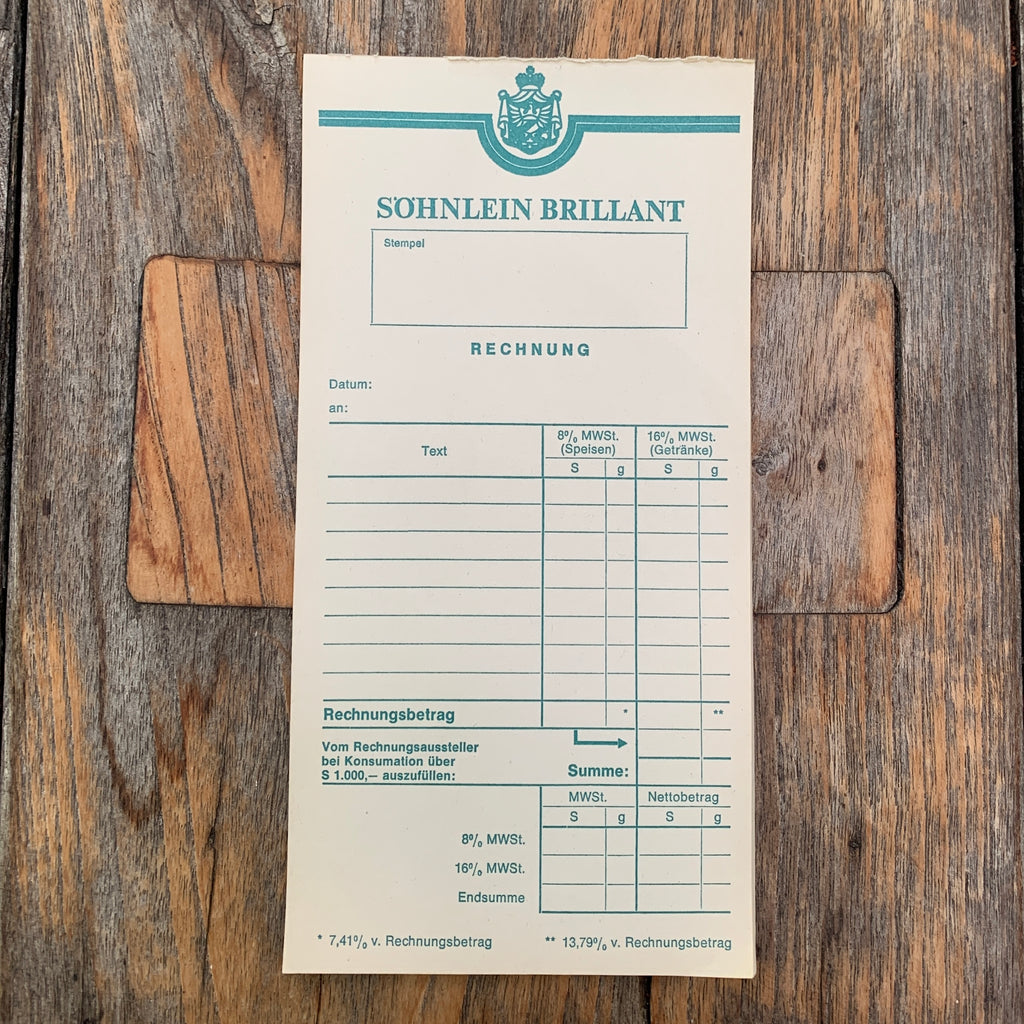 SÖHNLEIN BRILLANT
Stempel
RECHNUNG
Datum:
an:
Text
8% MWSt.
(Speisen)
16% MWSt.
(Getränke)
S g S g
Rechnungsbetrag * **
Vom Rechnungsaussteller
bei Konsumation über
S 1.000,— auszufüllen:
Summe:
MWSt. Nettobetrag
S g S g
8% MWSt.
16% MWSt.
Endsumme
* 7,41% v. Rechnungsbetrag ** 13,79% v. Rechnungsbetrag